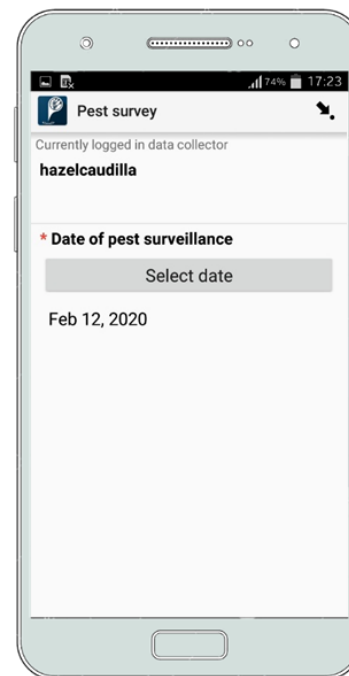 74% 17:23
Pest survey
Currently logged in data collector
hazelcaudilla
* Date of pest surveillance
Select date
Feb 12, 2020